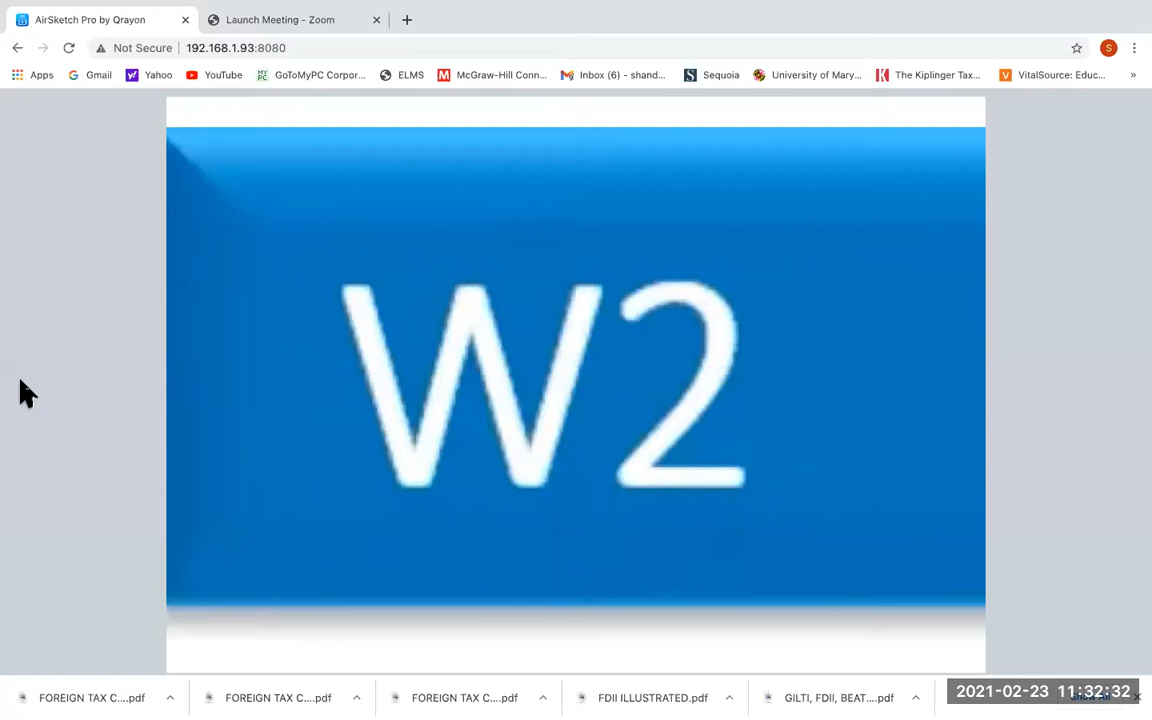 AirSketch Pro by Qrayon
Launch Meeting - Zoom
Not Secure
192.168.1.93:8080
S
Apps
Gmail
Yahoo
YouTube
GoToMyPC Corpor...
ELMS
McGraw-Hill Conn...
Inbox (6) - shand...
Sequoia
University of Mary...
The Kiplinger Tax...
VitalSource: Educ...
»
W2
FOREIGN TAX C....pdf
FOREIGN TAX C....pdf
FOREIGN TAX C....pdf
FDII ILLUSTRATED.pdf
GILTI, FDII, BEAT....pdf
2021-02-23 11:32:32